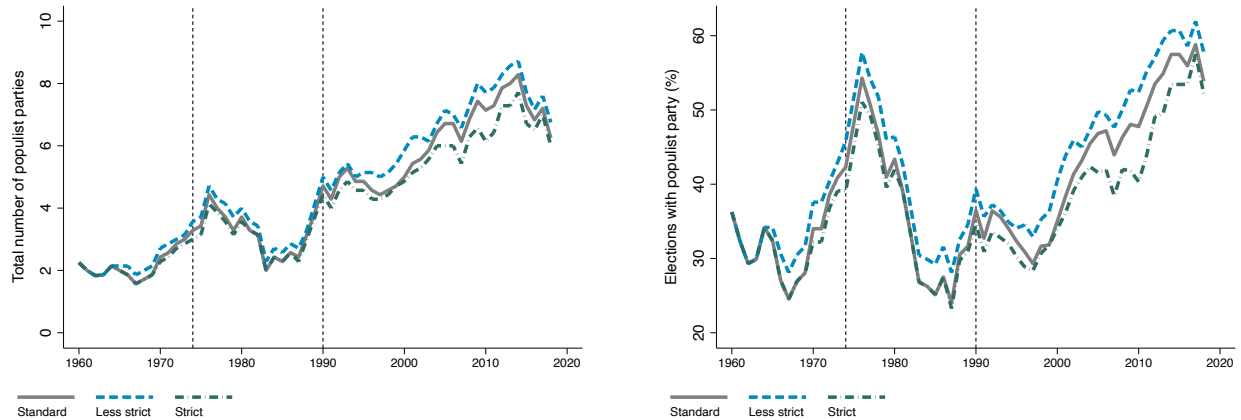 Total number of populist parties
10
8
6
4
2
0
1960 1970 1980 1990 2000 2010 2020
Standard Less strict Strict
Elections with populist party (%)
60
50
40
30
20
1960 1970 1980 1990 2000 2010 2020
Standard Less strict Strict